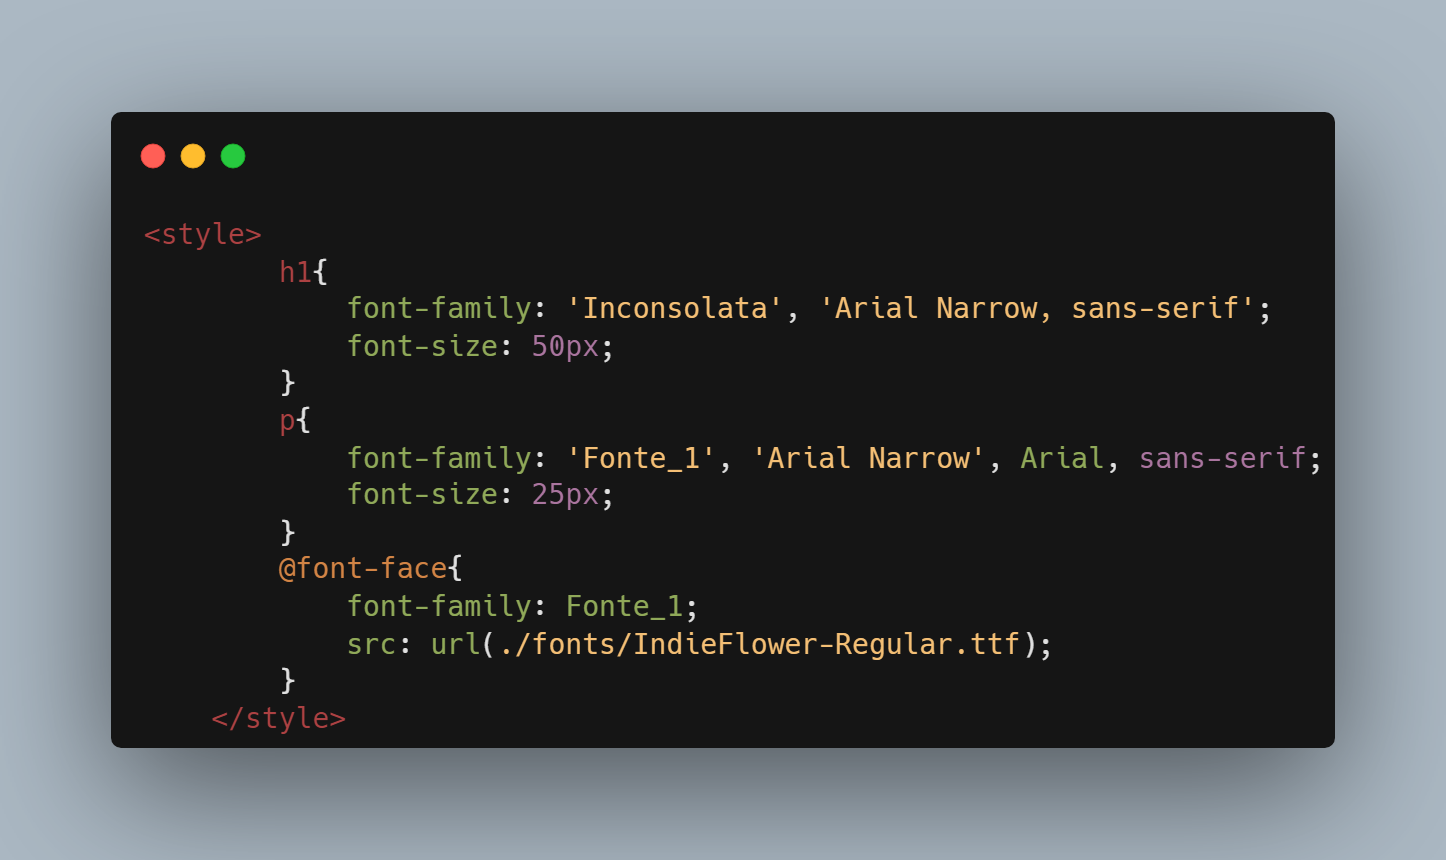 <style>
h1{
font-family: 'Inconsolata', 'Arial Narrow, sans-serif';
font-size: 50px;
}
p{
font-family: 'Fonte_1', 'Arial Narrow', Arial, sans-serif;
font-size: 25px;
}
@font-face{
font-family: Fonte_1;
src: url(./fonts/IndieFlower-Regular.ttf);
}
</style>